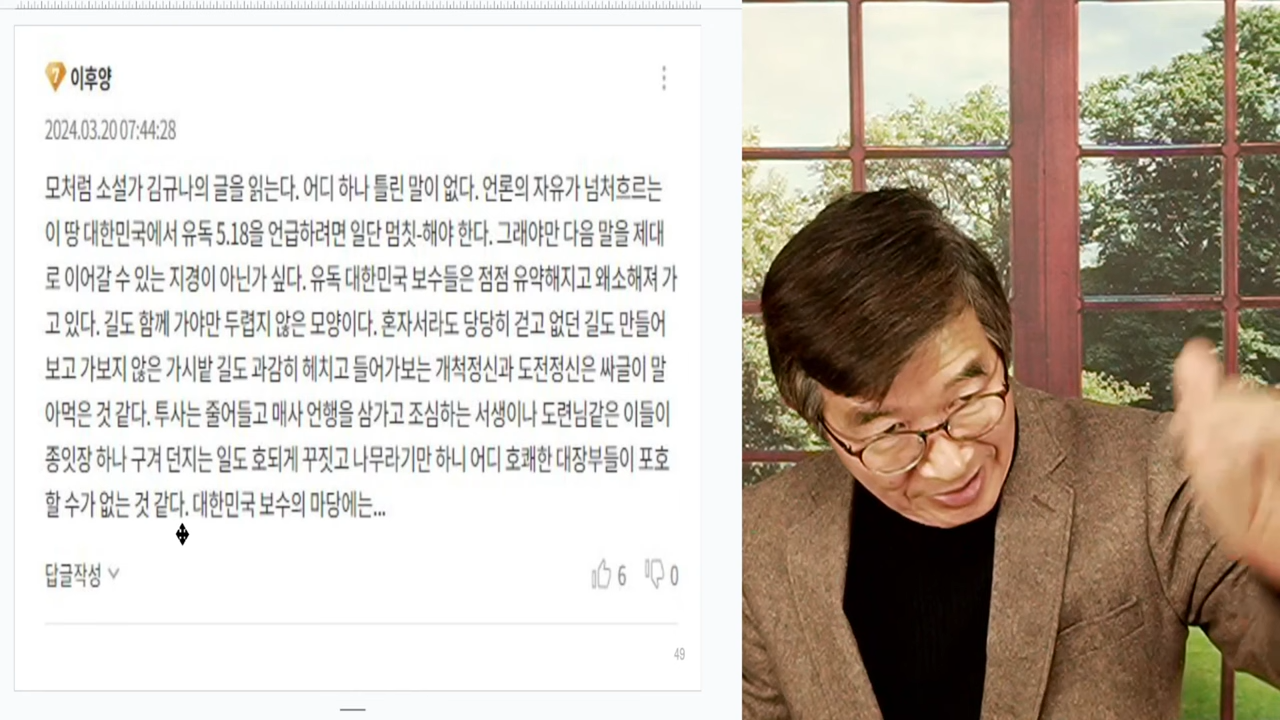 7 이후양
2024.03.20 07:44:28
모처럼 소설가 김규나의 글을 읽는다. 어디 하나 틀린 말이 없다. 언론의 자유가 넘처흐르는
이 땅 대한민국에서 유독 5.18을 언급하려면 일단 멈칫-해야 한다. 그래야만 다음 말을 제대
로 이어갈 수 있는 지경이 아닌가 싶다. 유독 대한민국 보수들은 점점 유약해지고 왜소해져 가
고 있다. 길도 함께 가야만 두렵지 않은 모양이다. 혼자서라도 당당히 걷고 없던 길도 만들어
보고 가보지 않은 가시밭 길도 과감히 헤치고 들어가보는 개척정신과 도전정신은 싸글이 말
아먹은 것 같다. 투사는 줄어들고 매사 언행을 삼가고 조심하는 서생이나 도련님같은 이들이
종잇장 하나 구겨 던지는 일도 호되게 꾸짓고 나무라기만 하니 어디 호쾌한 대장부들이 포호
할 수가 없는 것 같다. 대한민국 보수의 마당에는...
답글작성
6 0
49